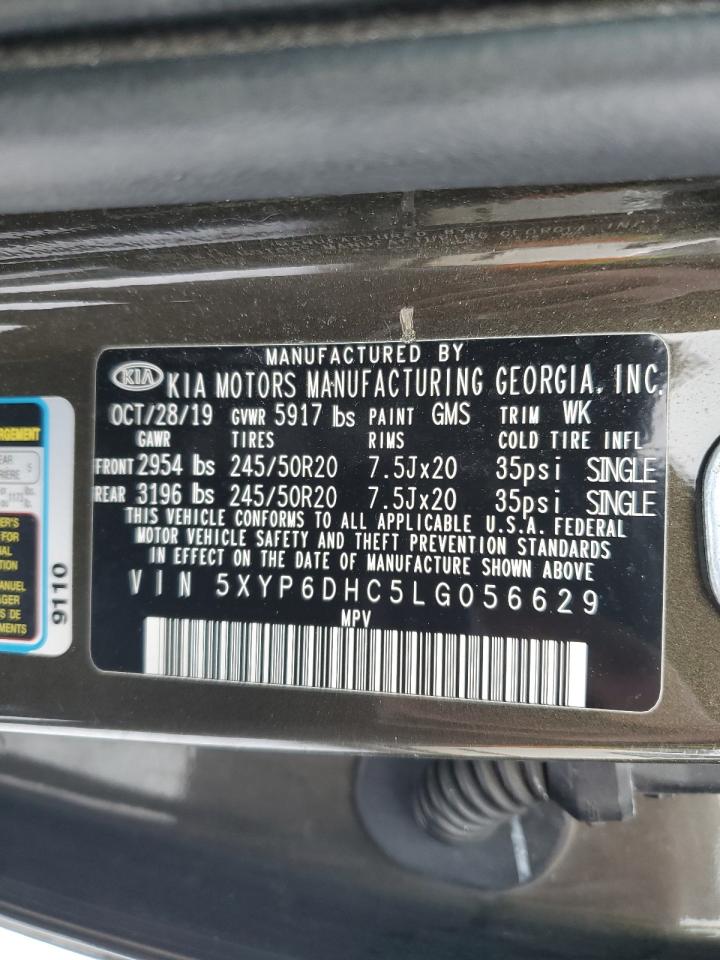 MANUFACTURED BY
KIA KIA MOTORS MANUFACTURING GEORGIA, INC.
OCT/28/19 GVWR 5917 lbs PAINT GMS TRIM WK
GAWR TIRES RIMS COLD TIRE INFL
FRONT 2954 lbs 245/50R20 7.5Jx20 35psi SINGLE
REAR 3196 lbs 245/50R20 7.5Jx20 35psi SINGLE
THIS VEHICLE CONFORMS TO ALL APPLICABLE U.S.A. FEDERAL
MOTOR VEHICLE SAFETY AND THEFT PREVENTION STANDARDS
IN EFFECT ON THE DATE OF MANUFACTURE SHOWN ABOVE
VIN 5XYP6DHC5LG056629
MPV
9110